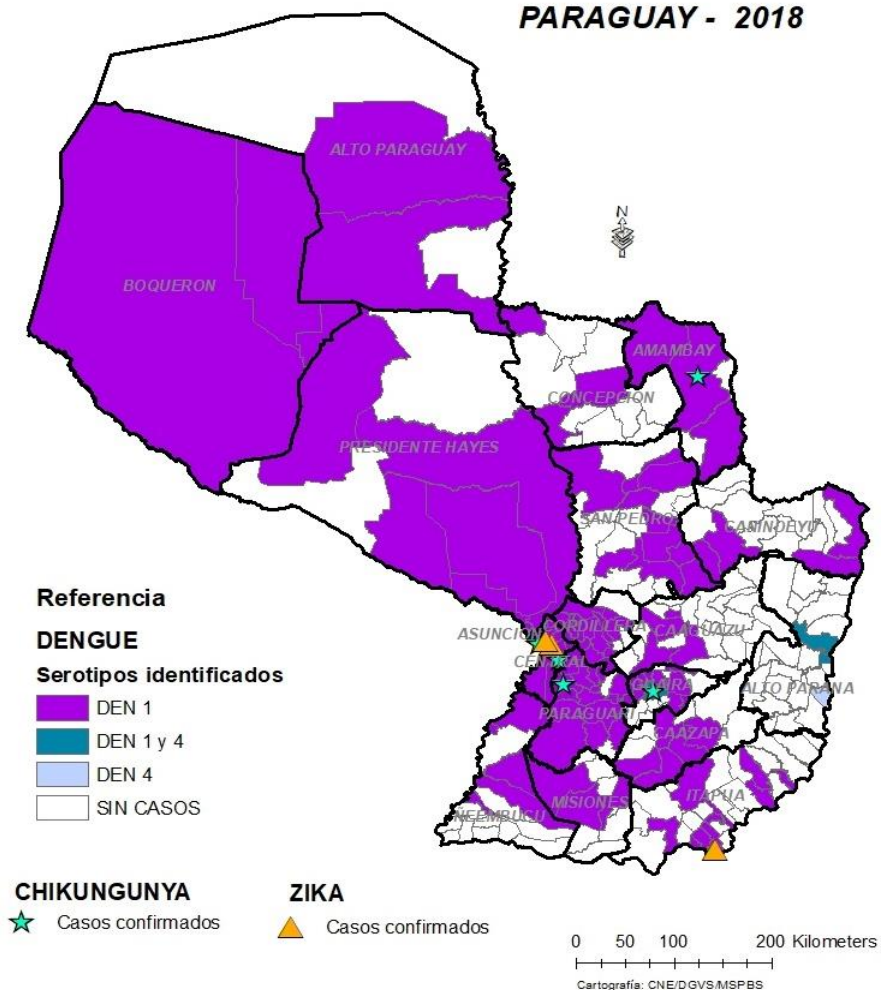 PARAGUAY - 2018
ALTO PARAGUAY
BOQUERON
N
AMAMBAY
CONCEPCION
PRESIDENTE HAYES
SAN PEDRO
CANINDEYU
ASUNCION
CORDILLERA
CAAGUAZU
CENTRAL
GUAIRA
ALTO PARANA
PARAGUARI
CAAZAPA
MISIONES
ITAPUA
ÑEEMBUCU
Referencia
DENGUE
Serotipos identificados
DEN 1
DEN 1 y 4
DEN 4
SIN CASOS
CHIKUNGUNYA
Casos confirmados
ZIKA
Casos confirmados
0 50 100 200 Kilometers
Cartografía: CNE/DGVS/MSPBS